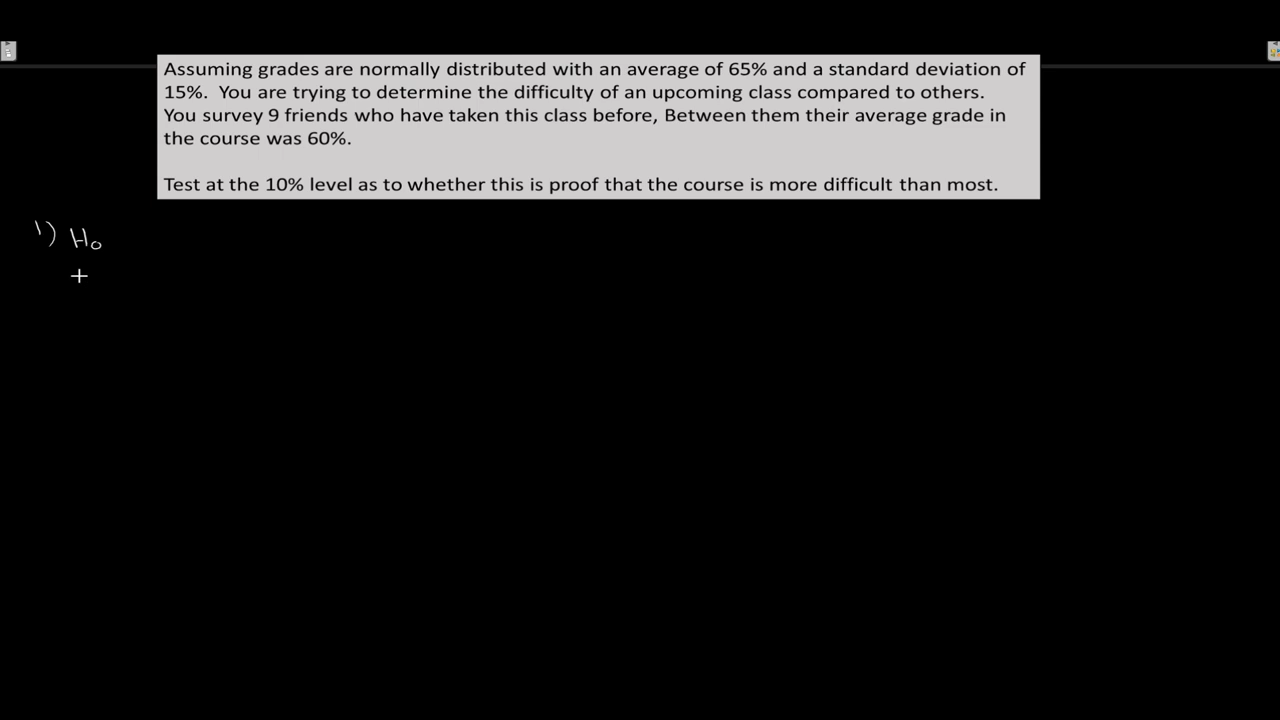 Assuming grades are normally distributed with an average of 65% and a standard deviation of
15%.  You are trying to determine the difficulty of an upcoming class compared to others.
You survey 9 friends who have taken this class before, Between them their average grade in
the course was 60%.
Test at the 10% level as to whether this is proof that the course is more difficult than most.
1) H₀